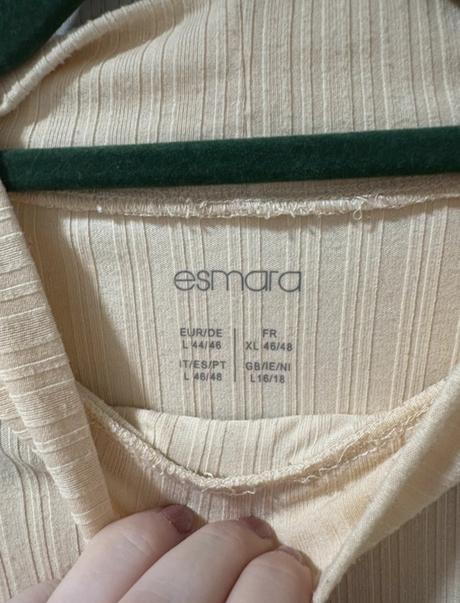 esmara
EUR/DE
L 44/46
FR
XL 46/48
IT/ES/PT
L 46/48
GB/IE/NI
L16/18